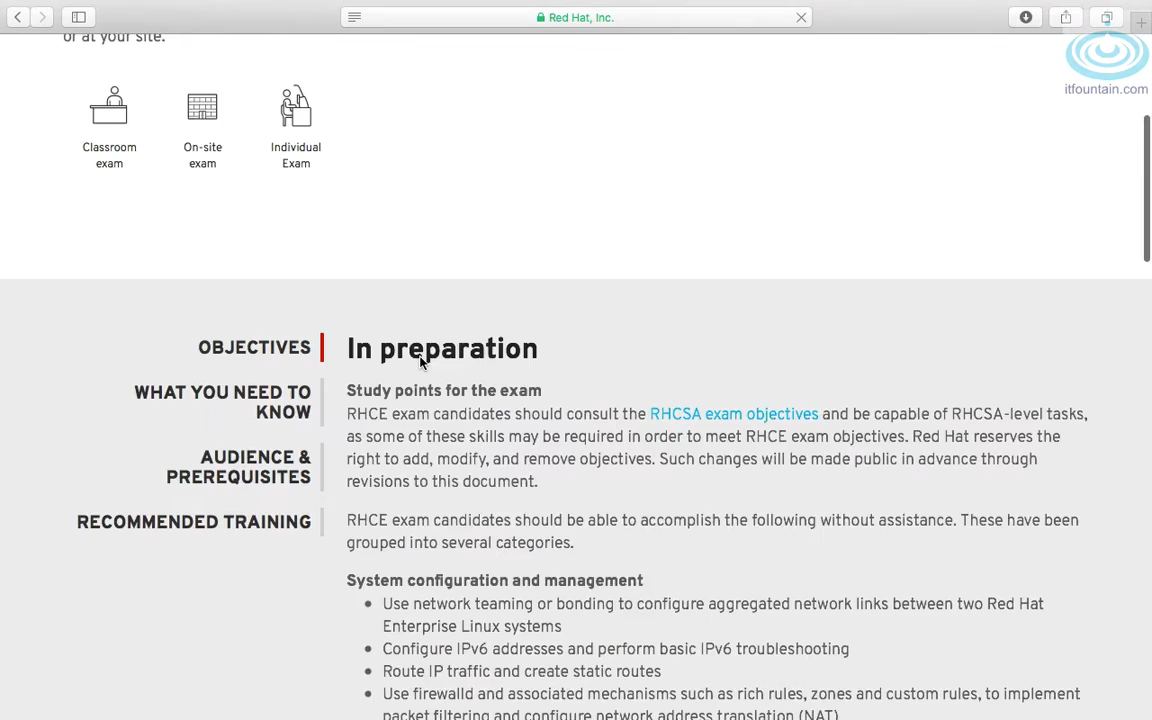 Red Hat, Inc.
or at your site.
itfountain.com
Classroom exam
On-site exam
Individual Exam
OBJECTIVES
WHAT YOU NEED TO
KNOW
AUDIENCE &
PREREQUISITES
RECOMMENDED TRAINING
In preparation
Study points for the exam
RHCE exam candidates should consult the RHCSA exam objectives and be capable of RHCSA-level tasks,
as some of these skills may be required in order to meet RHCE exam objectives. Red Hat reserves the
right to add, modify, and remove objectives. Such changes will be made public in advance through
revisions to this document.
RHCE exam candidates should be able to accomplish the following without assistance. These have been
grouped into several categories.
System configuration and management
• Use network teaming or bonding to configure aggregated network links between two Red Hat
Enterprise Linux systems
• Configure IPv6 addresses and perform basic IPv6 troubleshooting
• Route IP traffic and create static routes
• Use firewalld and associated mechanisms such as rich rules, zones and custom rules, to implement
packet filtering and configure network address translation (NAT)